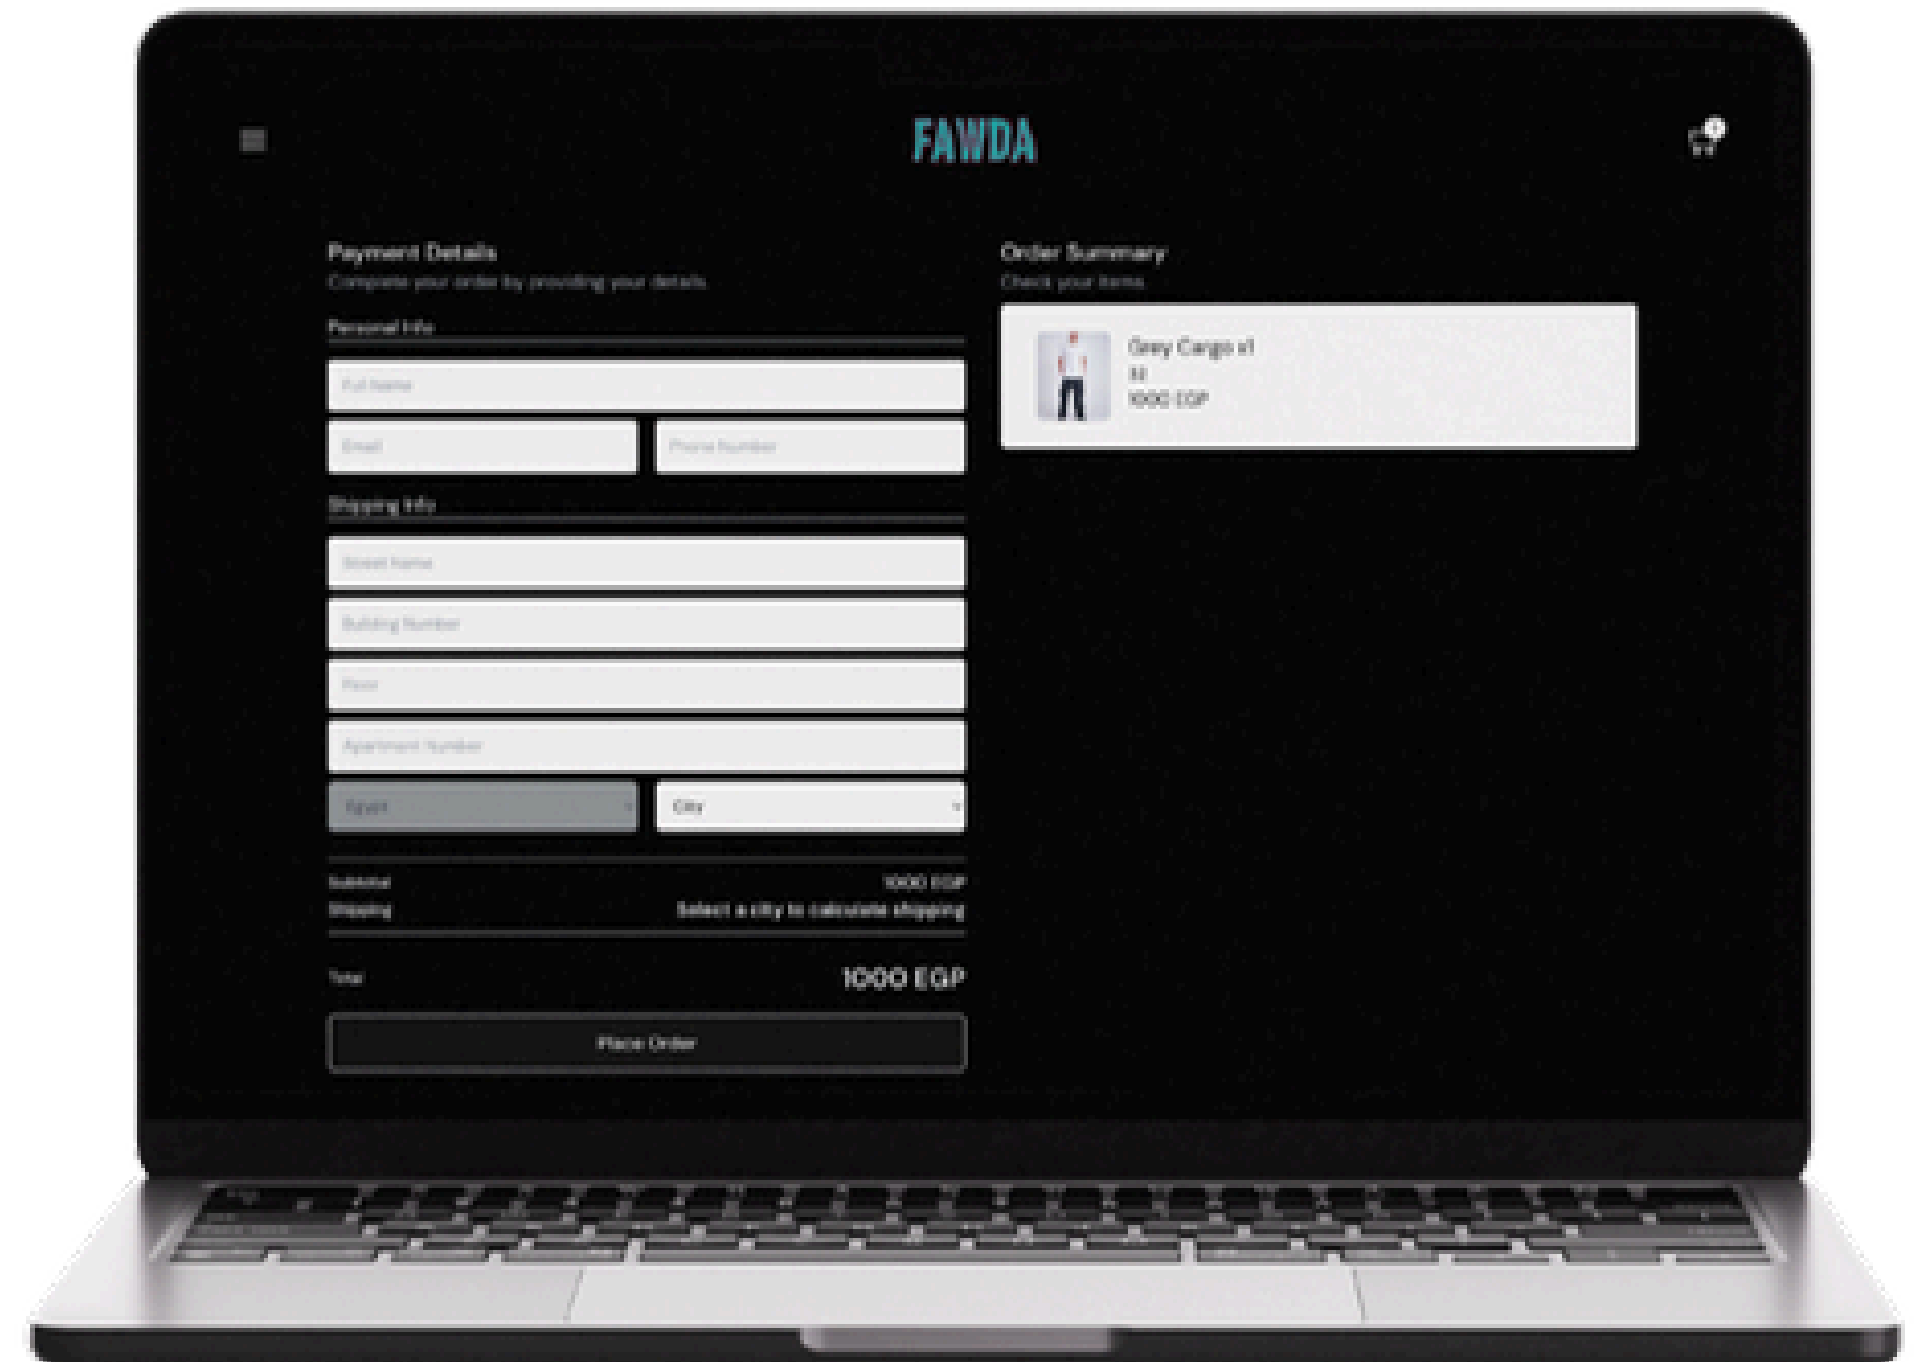 FAWDA
Payment Details
Complete your order by providing your details.
Personal Info
Full Name
Email
Phone Number
Shipping Info
Street Name
Building Number
Floor
Apartment Number
Egypt
City
Subtotal
1000 EGP
Shipping
Select a city to calculate shipping
Total
1000 EGP
Place Order
Order Summary
Check your items.
Grey Cargo x1
1000 EGP